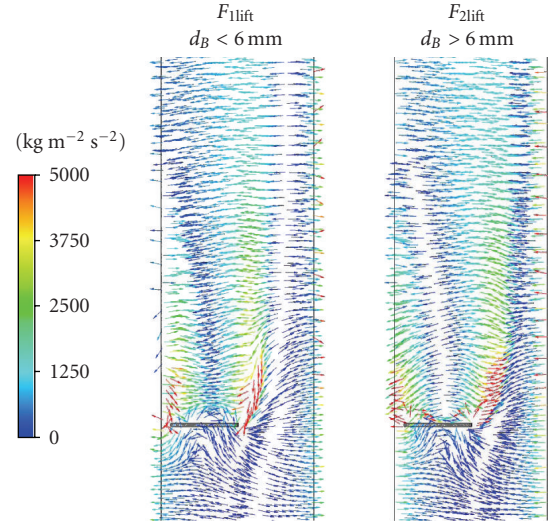 F1lift
dB < 6 mm
F2lift
dB > 6 mm
(kg m−2 s−2)
5000
3750
2500
1250
0